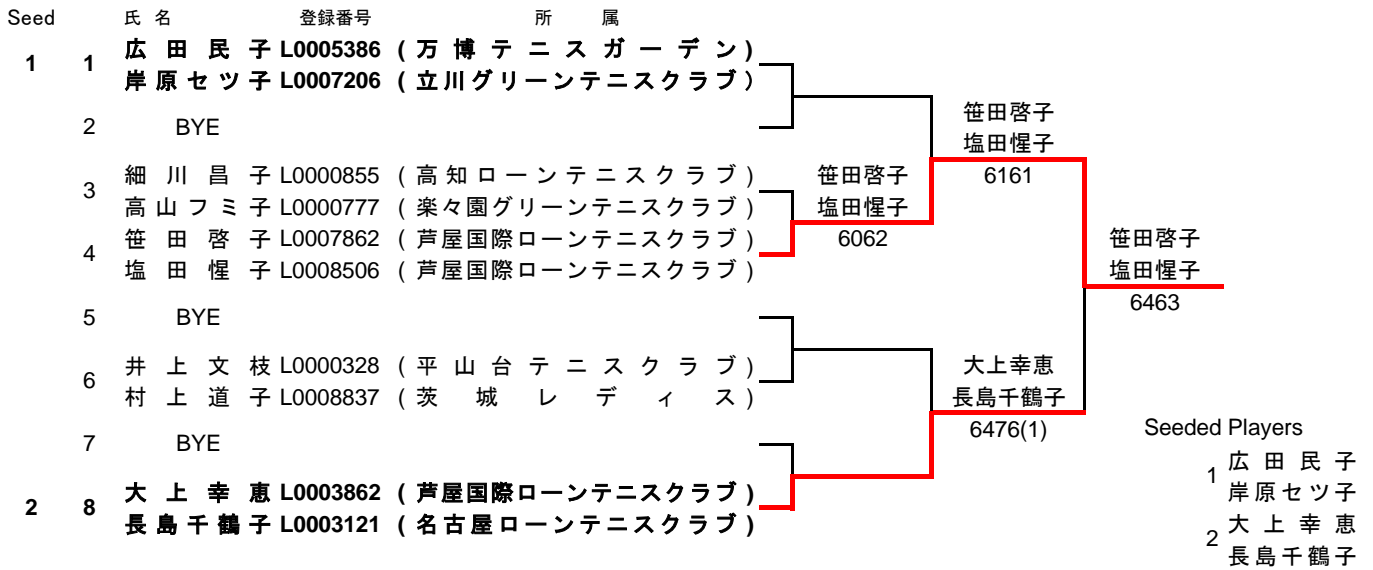 Seed 氏 名 登録番号 所 属
1 1 広田民子 L0005386 (万博テニスガーデン)
岸原セツ子 L0007206 (立川グリーンテニスクラブ)
2 BYE
3 細川昌子 L0000855 (高知ローンテニスクラブ)
高山フミ子 L0000777 (楽々園グリーンテニスクラブ)
4 笹田啓子 L0007862 (芦屋国際ローンテニスクラブ)
塩田惺子 L0008506 (芦屋国際ローンテニスクラブ)
5 BYE
6 井上文枝 L0000328 (平山台テニスクラブ)
村上道子 L0008837 (茨城レディス)
7 BYE
2 8 大上幸恵 L0003862 (芦屋国際ローンテニスクラブ)
長島千鶴子 L0003121 (名古屋ローンテニスクラブ)
笹田啓子
塩田惺子
6062
笹田啓子
塩田惺子
6161
大上幸恵
長島千鶴子
6476(1)
笹田啓子
塩田惺子
6463
Seeded Players
1 広田民子
岸原セツ子
2 大上幸恵
長島千鶴子